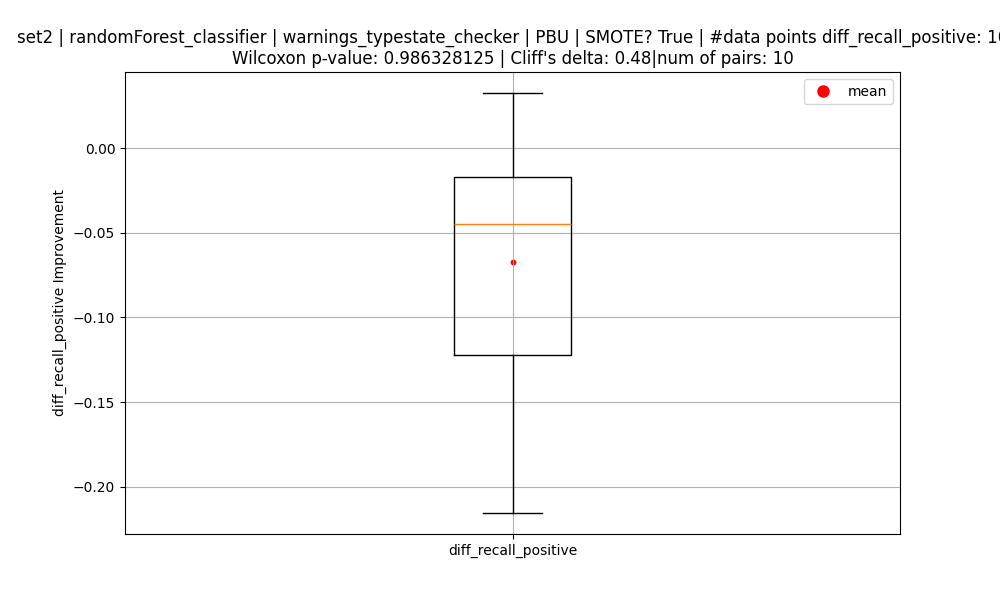 set2 | randomForest_classifier | warnings_typestate_checker | PBU | SMOTE? True | #data points diff_recall_positive: 10
Wilcoxon p-value: 0.986328125 | Cliff's delta: 0.48|num of pairs: 10
mean
0.00
−0.05
−0.10
−0.15
−0.20
diff_recall_positive Improvement
diff_recall_positive